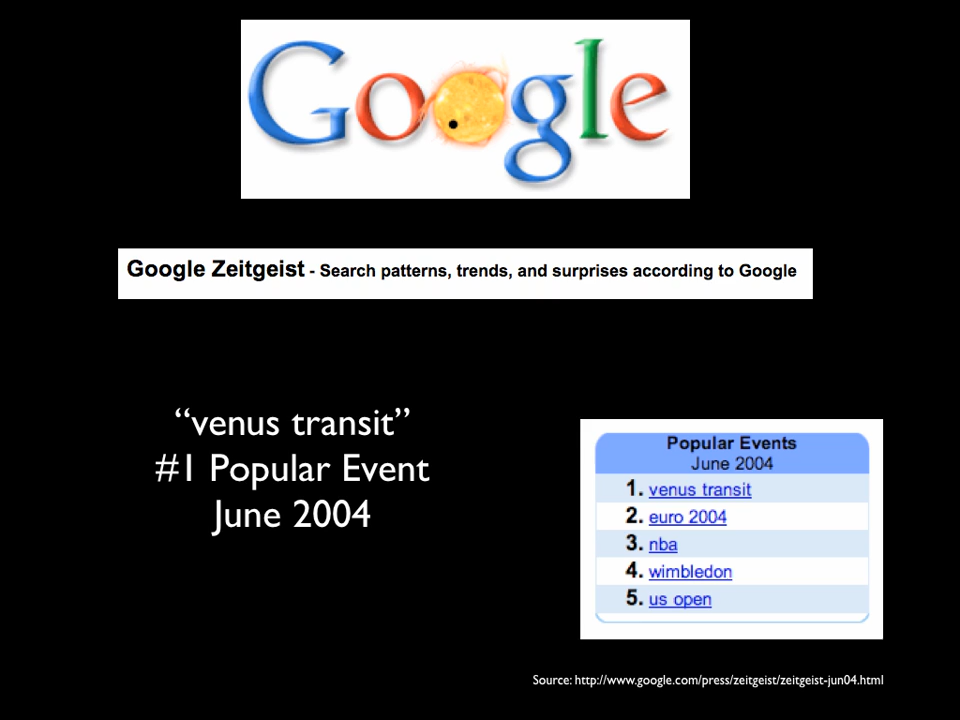 Google
Google Zeitgeist - Search patterns, trends, and surprises according to Google
“venus transit”
#1 Popular Event
June 2004
Popular Events
June 2004
1. venus transit
2. euro 2004
3. nba
4. wimbledon
5. us open
Source: http://www.google.com/press/zeitgeist/zeitgeist-jun04.html